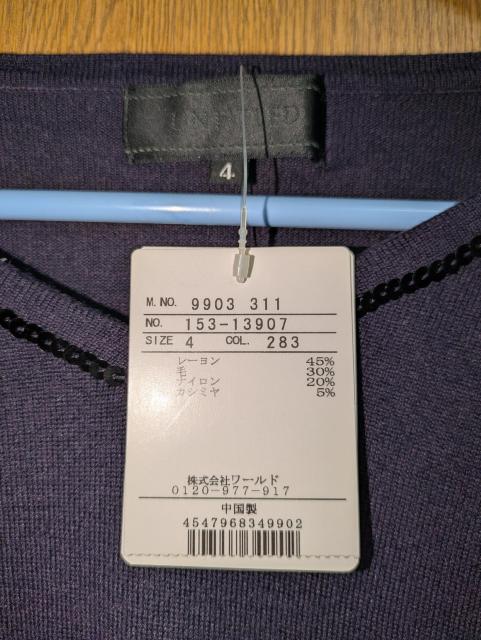 4
M. NO. 9903 311
NO. 153-13907
SIZE 4 COL. 283
レーヨン 45%
毛 30%
ナイロン 20%
カシミヤ 5%
株式会社ワールド
0120-977-917
中国製
4547968349902